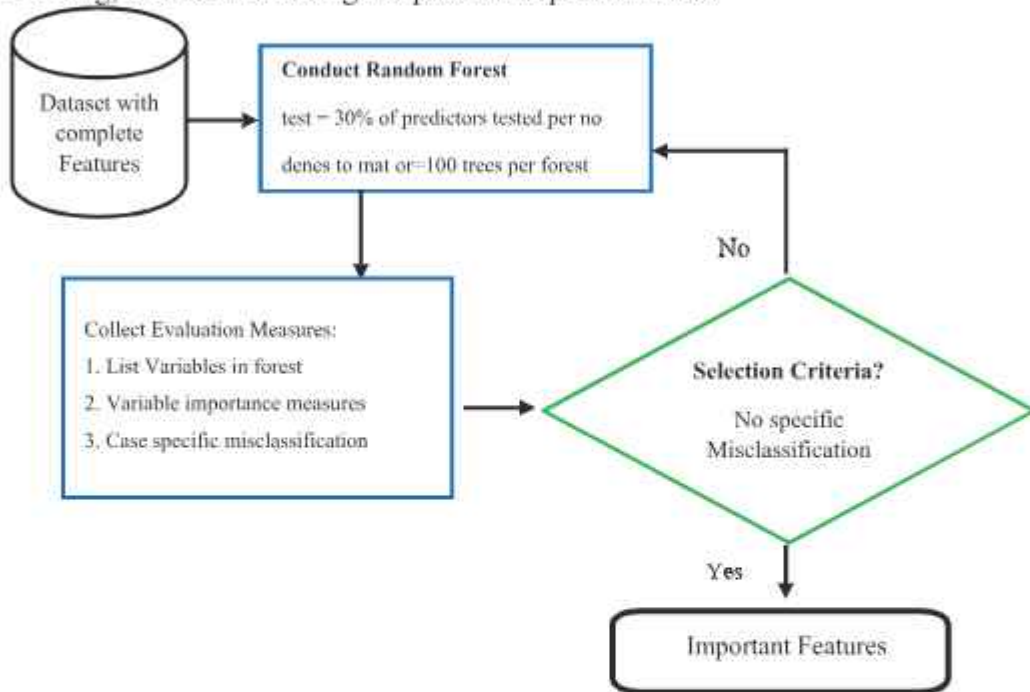 Dataset with
complete
Features
Conduct Random Forest
test = 30% of predictors tested per no
denes to mat or=100 trees per forest
No
Collect Evaluation Measures:
1. List Variables in forest
2. Variable importance measures
3. Case specific misclassification
Selection Criteria?
No specific
Misclassification
Yes
Important Features